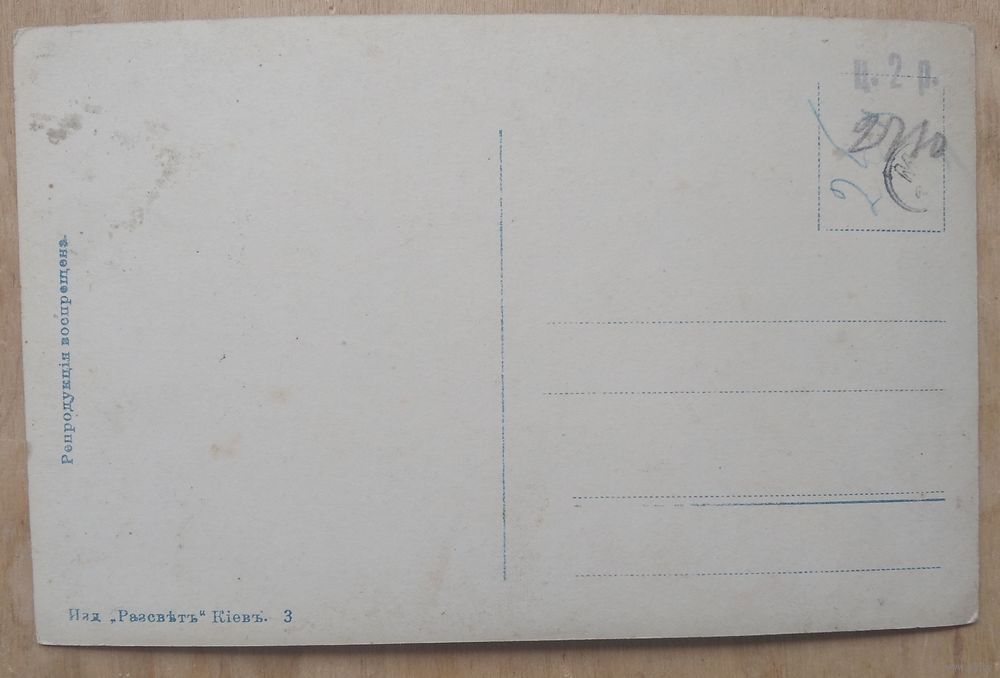 ц. 2 р.
Репродукція воспрещена.
Изд „Разсвѣтъ“ Кіевъ. 3